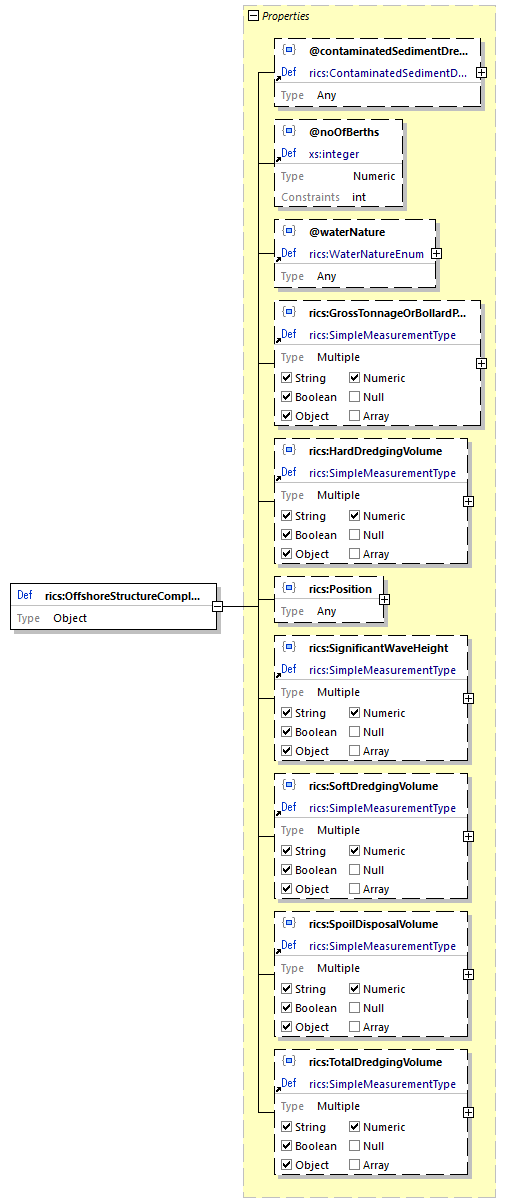 Properties
@contaminatedSedimentDre...
Def rics:ContaminatedSedimentD...
Type Any
@noOfBerths
Def xs:integer
Type Numeric
Constraints int
@waterNature
Def rics:WaterNatureEnum
Type Any
rics:GrossTonnageOrBollardP...
Def rics:SimpleMeasurementType
Type Multiple
String Numeric
Boolean Null
Object Array
rics:HardDredgingVolume
Def rics:SimpleMeasurementType
Type Multiple
String Numeric
Boolean Null
Object Array
Def rics:OffshoreStructureCompl...
Type Object
rics:Position
Type Any
rics:SignificantWaveHeight
Def rics:SimpleMeasurementType
Type Multiple
String Numeric
Boolean Null
Object Array
rics:SoftDredgingVolume
Def rics:SimpleMeasurementType
Type Multiple
String Numeric
Boolean Null
Object Array
rics:SpoilDisposalVolume
Def rics:SimpleMeasurementType
Type Multiple
String Numeric
Boolean Null
Object Array
rics:TotalDredgingVolume
Def rics:SimpleMeasurementType
Type Multiple
String Numeric
Boolean Null
Object Array